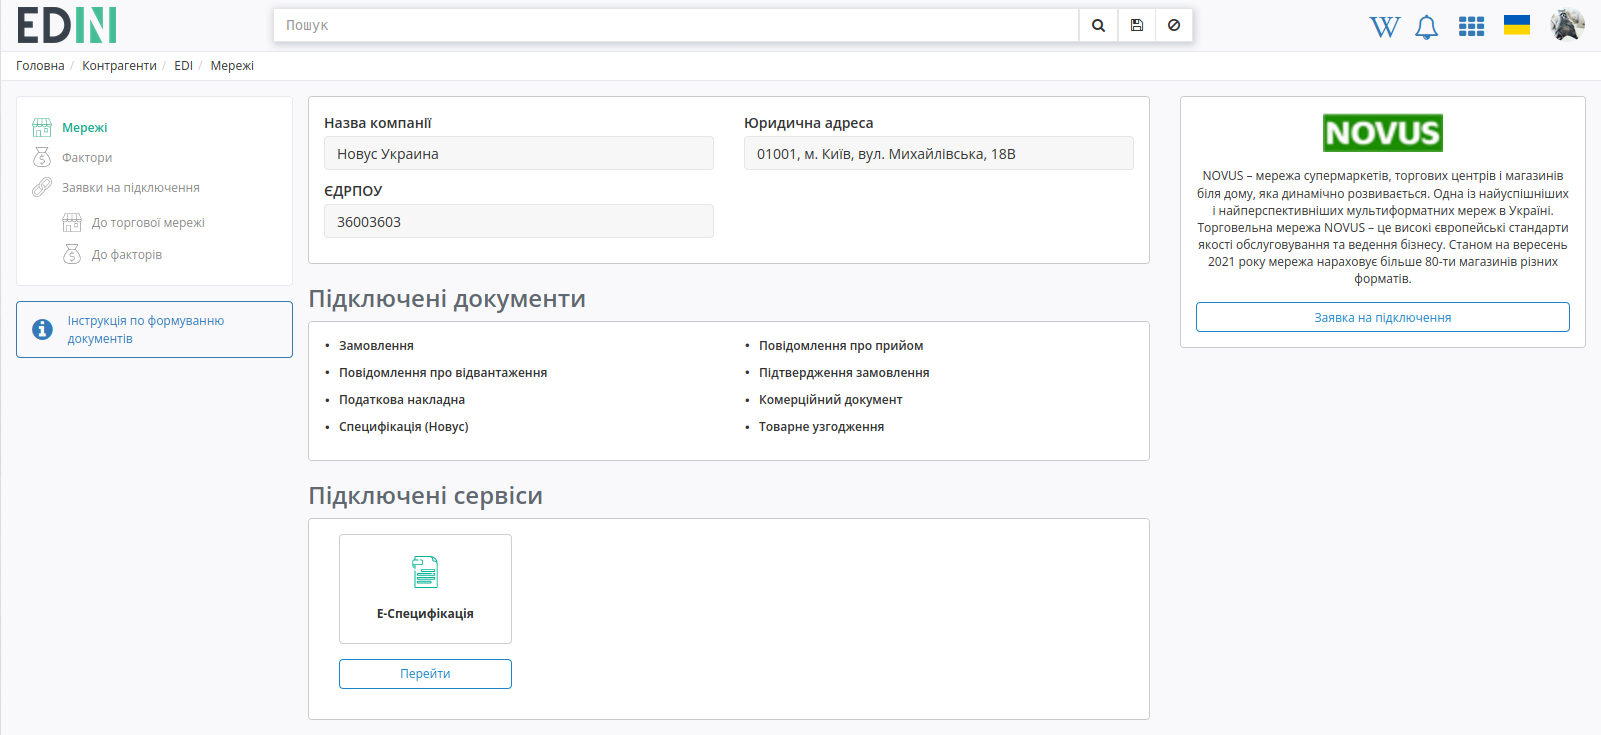 EDIN
Пошук
W
Головна / Контрагенти / EDI / Мережі
Мережі
Фактори
Заявки на підключення
До торгової мережі
До факторів
Інструкція по формуванню
документів
Назва компанії
Новус Украина
Юридична адреса
01001, м. Київ, вул. Михайлівська, 18В
ЄДРПОУ
36003603
Підключені документи
• Замовлення
• Повідомлення про відвантаження
• Податкова накладна
• Специфікація (Новус)
• Повідомлення про прийом
• Підтвердження замовлення
• Комерційний документ
• Товарне узгодження
Підключені сервіси
Е-Специфікація
Перейти
NOVUS
NOVUS – мережа супермаркетів, торгових центрів і магазинів
біля дому, яка динамічно розвивається. Одна із найуспішніших
і найперспективніших мультиформатних мереж в Україні.
Торговельна мережа NOVUS – це високі європейські стандарти
якості обслуговування та ведення бізнесу. Станом на вересень
2021 року мережа нараховує більше 80-ти магазинів різних
форматів.
Заявка на підключення